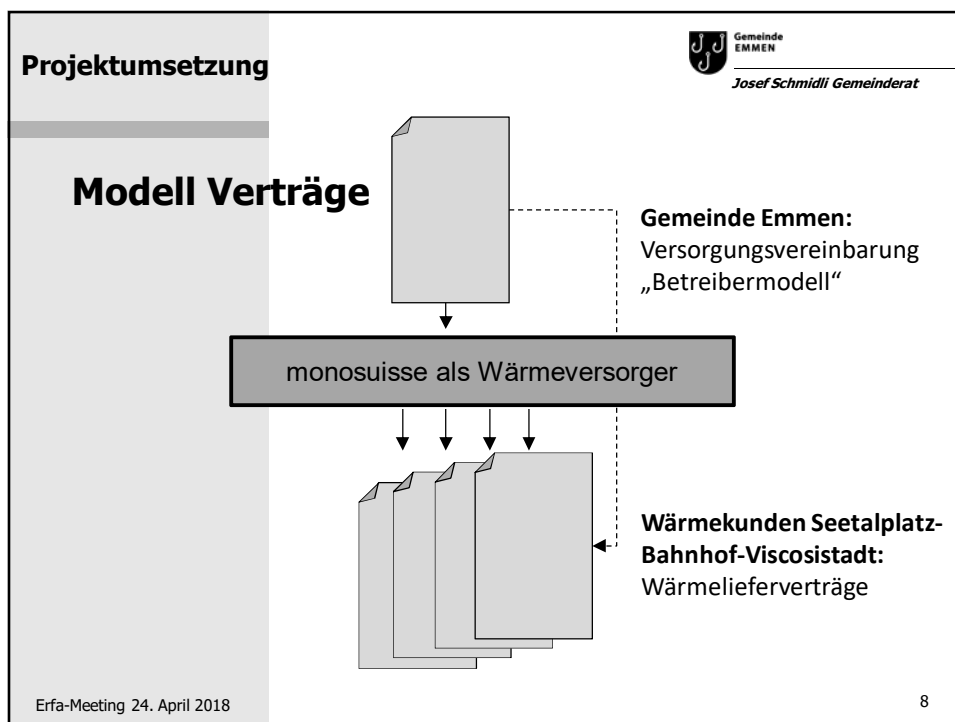 Projektumsetzung
Gemeinde
EMMEN
Josef Schmidli Gemeinderat
Modell Verträge
Gemeinde Emmen:
Versorgungsvereinbarung
„Betreibermodell“
monosuisse als Wärmeversorger
Wärmekunden Seetalplatz-
Bahnhof-Viscosistadt:
Wärmelieferverträge
Erfa-Meeting 24. April 2018
8